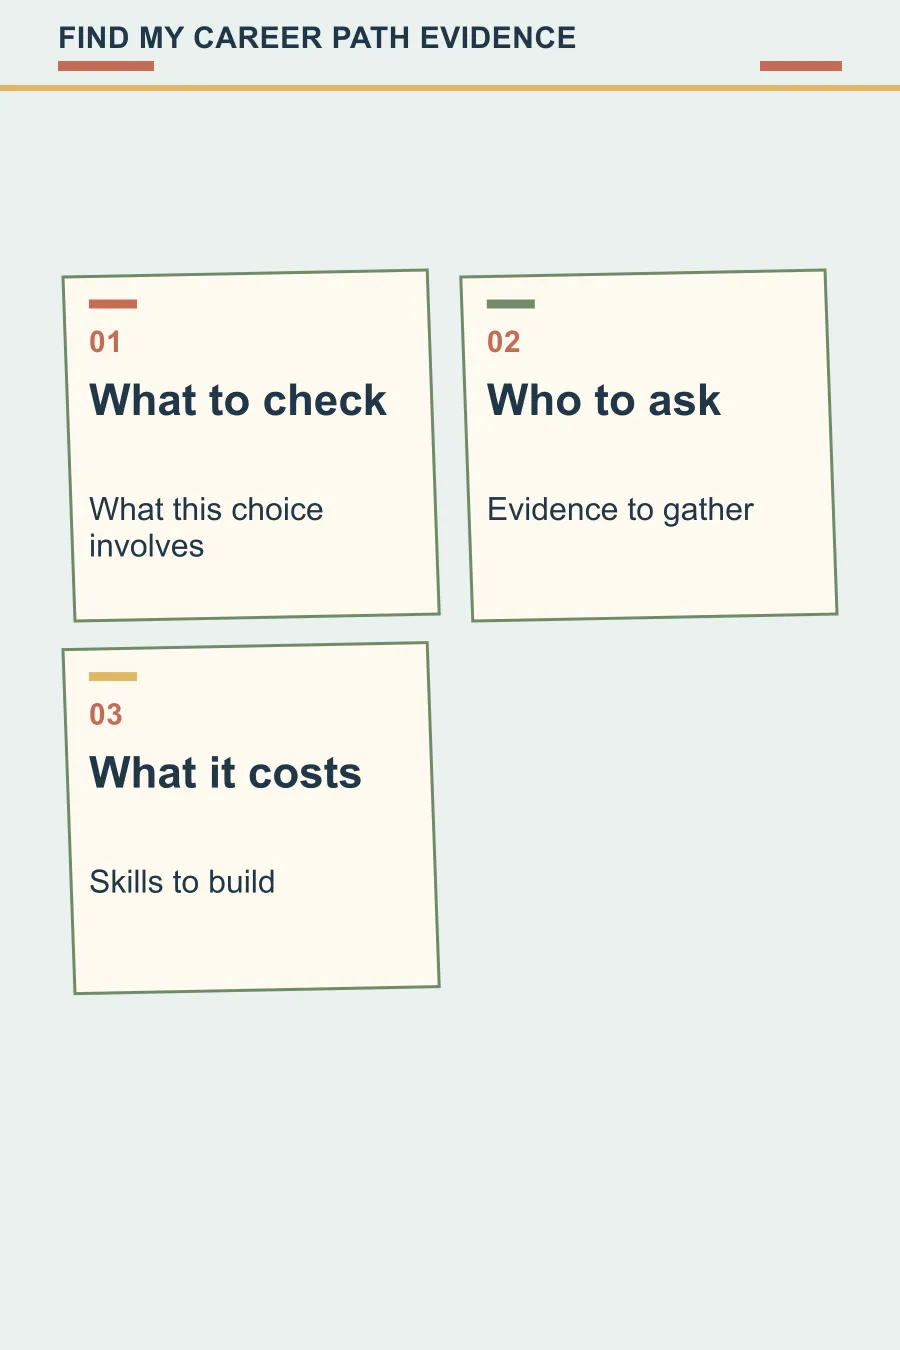 FIND MY CAREER PATH EVIDENCE
01
What to check
What this choice
involves
02
Who to ask
Evidence to gather
03
What it costs
Skills to build